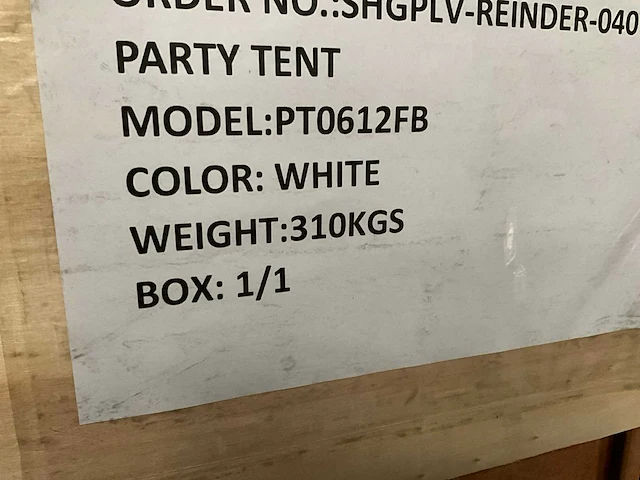 ORDER NO.:SHGPLV-REINDER-040
PARTY TENT
MODEL:PT0612FB
COLOR: WHITE
WEIGHT:310KGS
BOX: 1/1